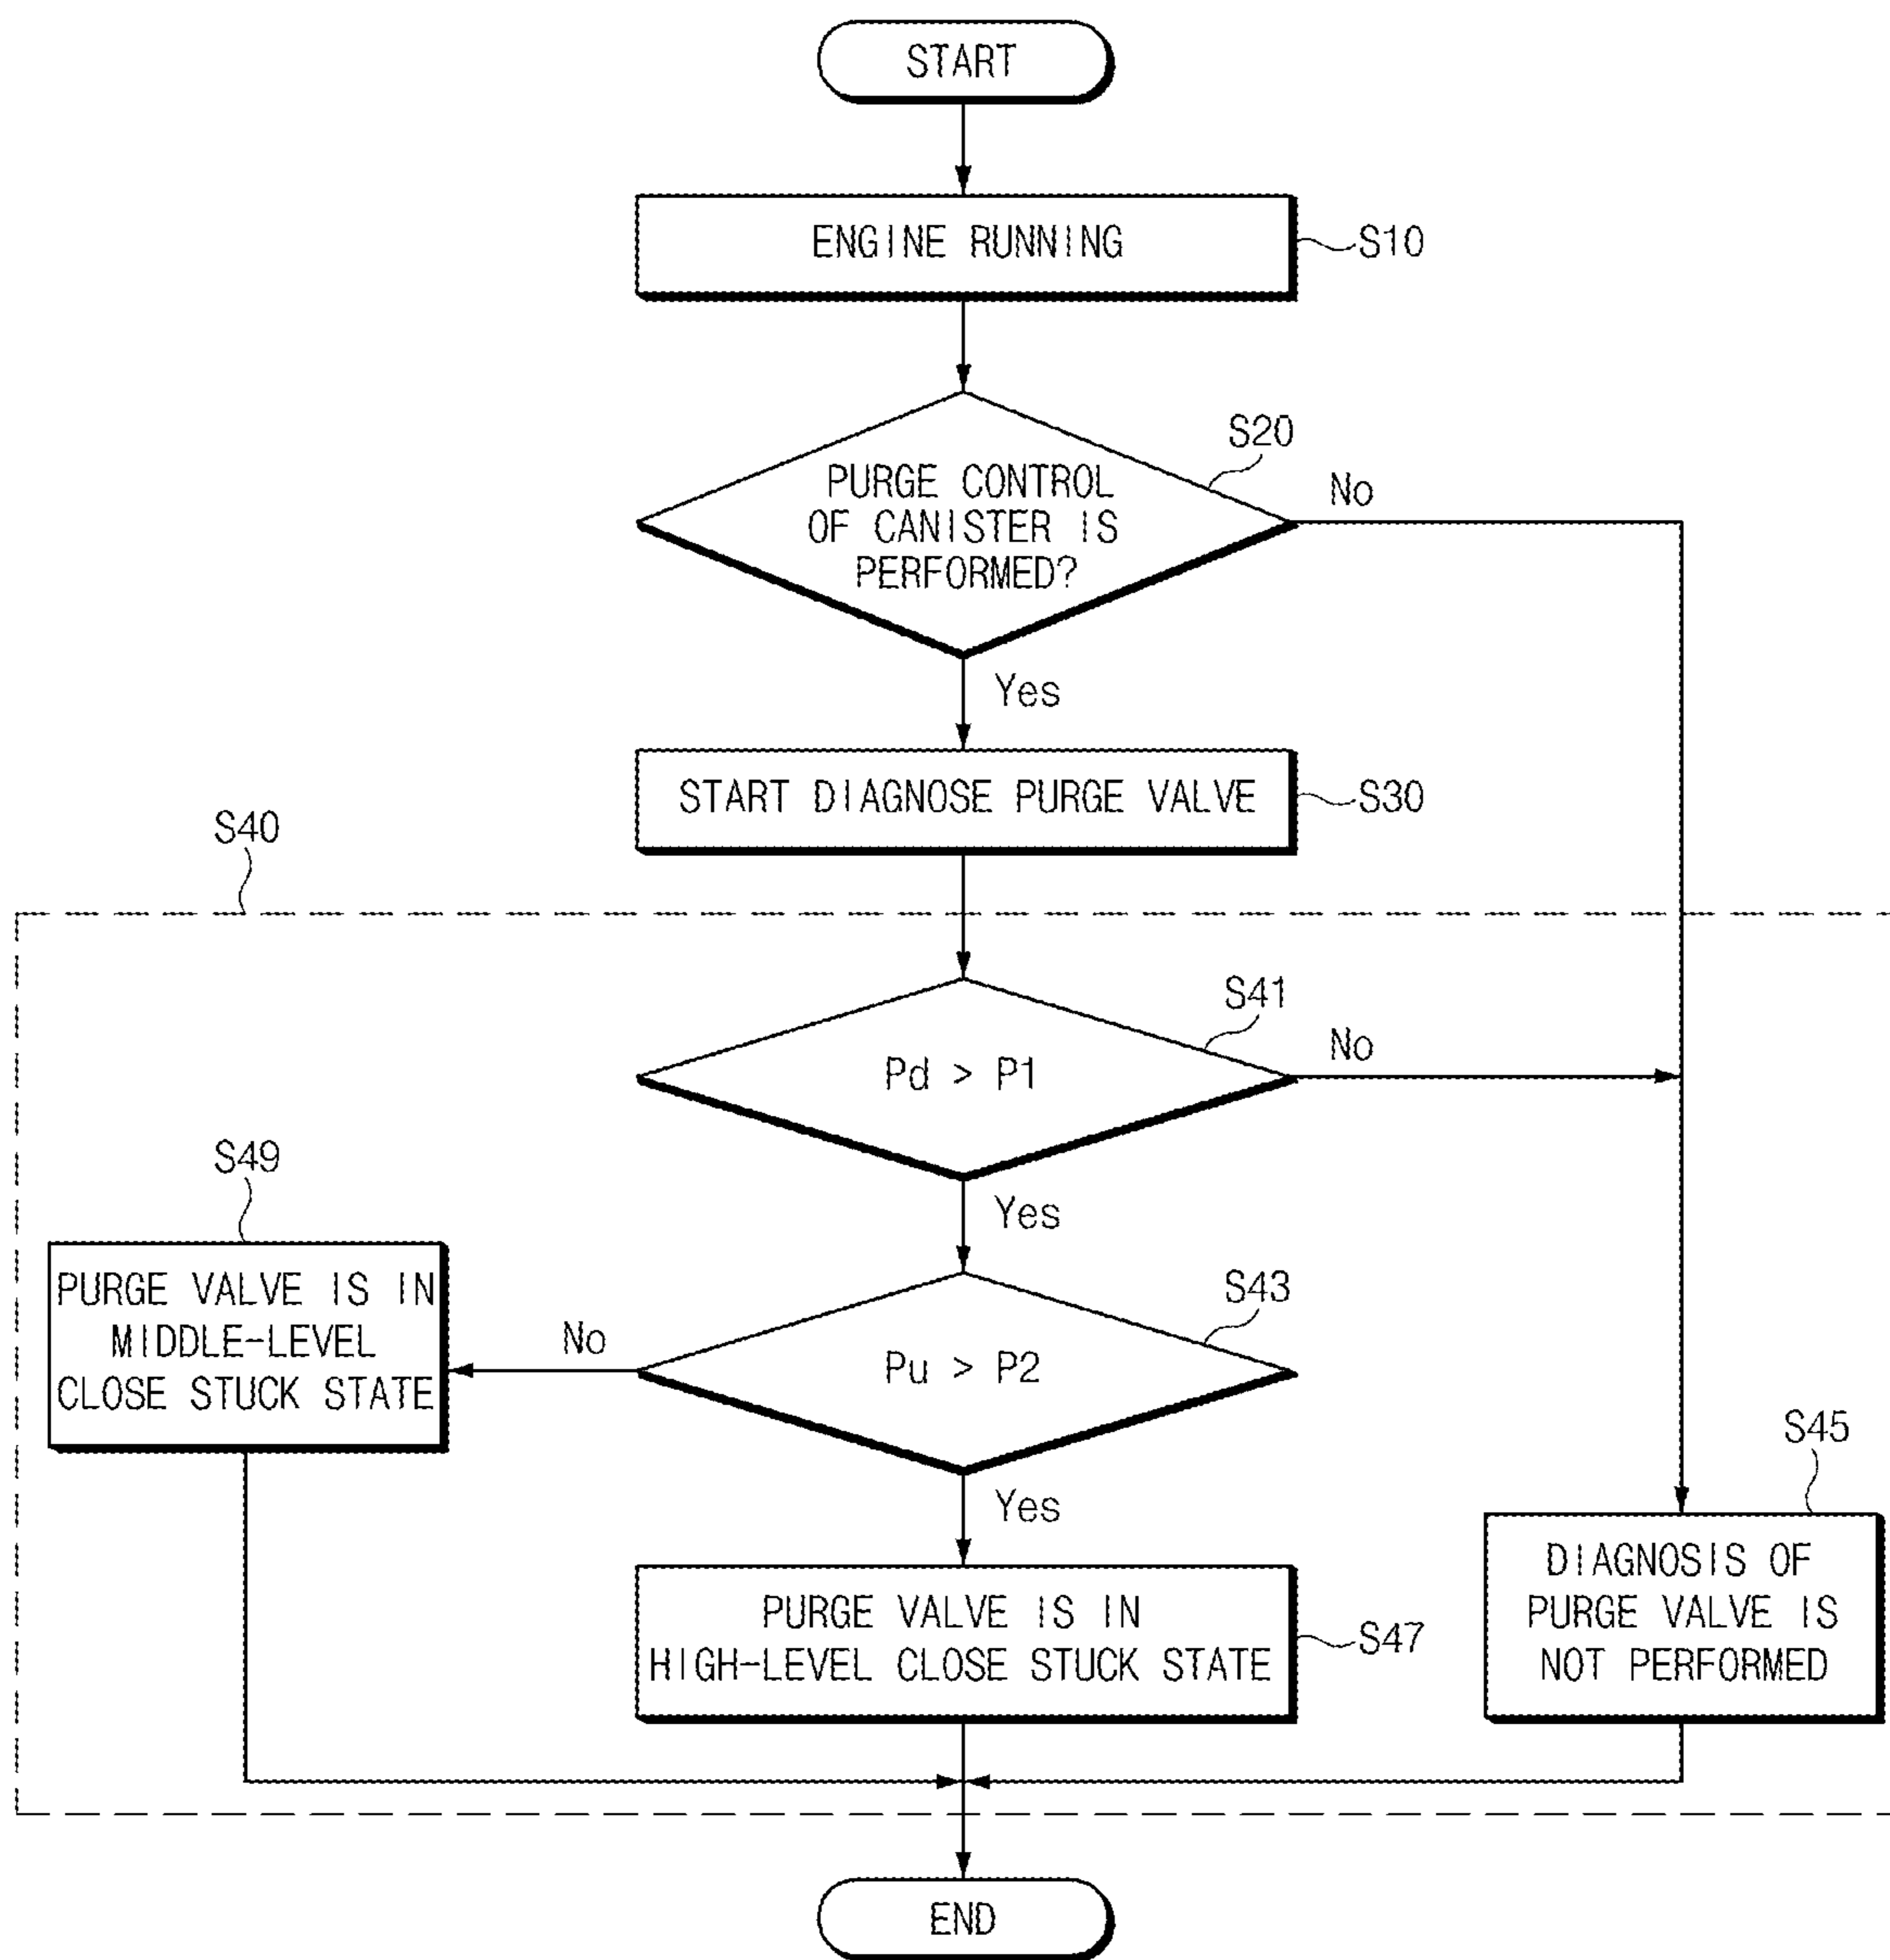 START
ENGINE RUNNING
S10
S20
PURGE CONTROL
OF CANISTER IS
PERFORMED?
No
Yes
START DIAGNOSE PURGE VALVE
S30
S40
S41
Pd > P1
No
Yes
S49
PURGE VALVE IS IN
MIDDLE-LEVEL
CLOSE STUCK STATE
S43
Pu > P2
No
Yes
S45
DIAGNOSIS OF
PURGE VALVE IS
NOT PERFORMED
PURGE VALVE IS IN
HIGH-LEVEL CLOSE STUCK STATE
S47
END